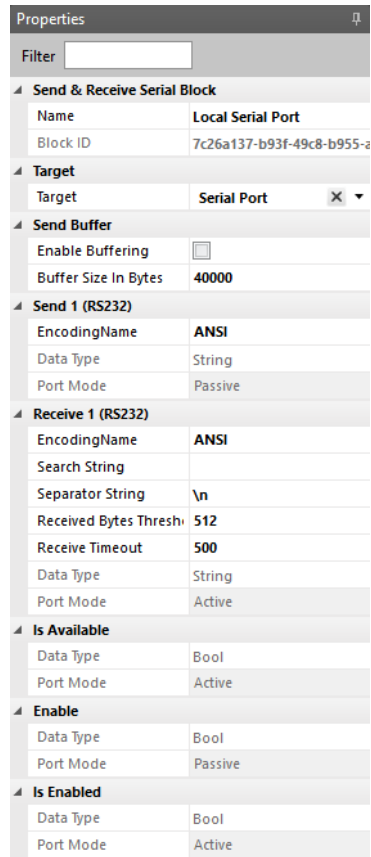 Properties
Filter
Send & Receive Serial Block
Name Local Serial Port
Block ID 7c26a137-b93f-49c8-b955-a
Target
Target Serial Port
Send Buffer
Enable Buffering
Buffer Size In Bytes 40000
Send 1 (RS232)
EncodingName ANSI
Data Type String
Port Mode Passive
Receive 1 (RS232)
EncodingName ANSI
Search String
Separator String \n
Received Bytes Thresh 512
Receive Timeout 500
Data Type String
Port Mode Active
Is Available
Data Type Bool
Port Mode Active
Enable
Data Type Bool
Port Mode Passive
Is Enabled
Data Type Bool
Port Mode Active